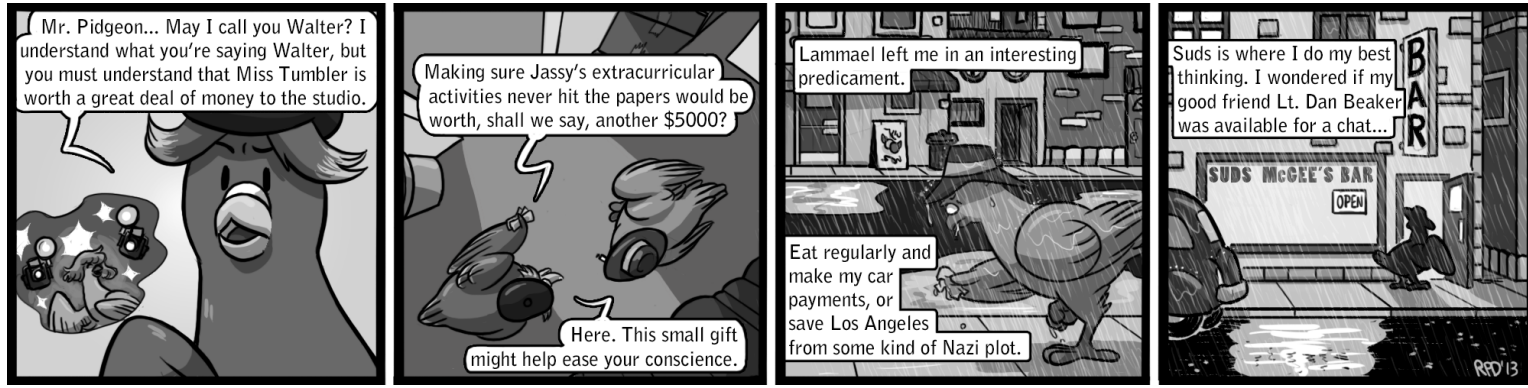 Mr. Pidgeon... May I call you Walter? I
understand what you're saying Walter, but
you must understand that Miss Tumbler is
worth a great deal of money to the studio.
Making sure Jassy's extracurricular
activities never hit the papers would be
worth, shall we say, another $5000?
Here. This small gift
might help ease your conscience.
Lammael left me in an interesting
predicament.
Eat regularly and
make my car
payments, or
save Los Angeles
from some kind of Nazi plot.
Suds is where I do my best
thinking. I wondered if my
good friend Lt. Dan Beaker
was available for a chat...
BAR
SUDS McGEE'S BAR
OPEN
RPD'13